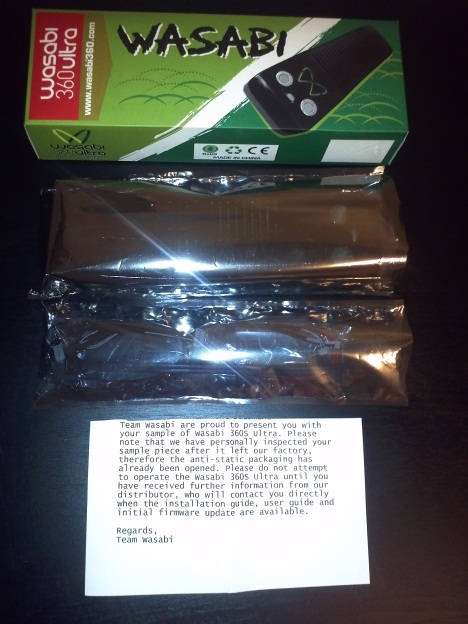 wasabi
360ultra
www.wasabi360.com
WASABI
wasabi
360ultra
RoHS
CE
MADE IN CHINA
Team Wasabi are proud to present you with
your sample of Wasabi 360s Ultra. Please
note that we have personally inspected your
sample piece after it left our factory,
therefore the anti-static packaging has
already been opened. Please do not attempt
to operate the Wasabi 360S Ultra until you
have received further information from our
distributor, who will contact you directly
when the installation guide, user guide and
initial firmware update are available.
Regards,
Team Wasabi